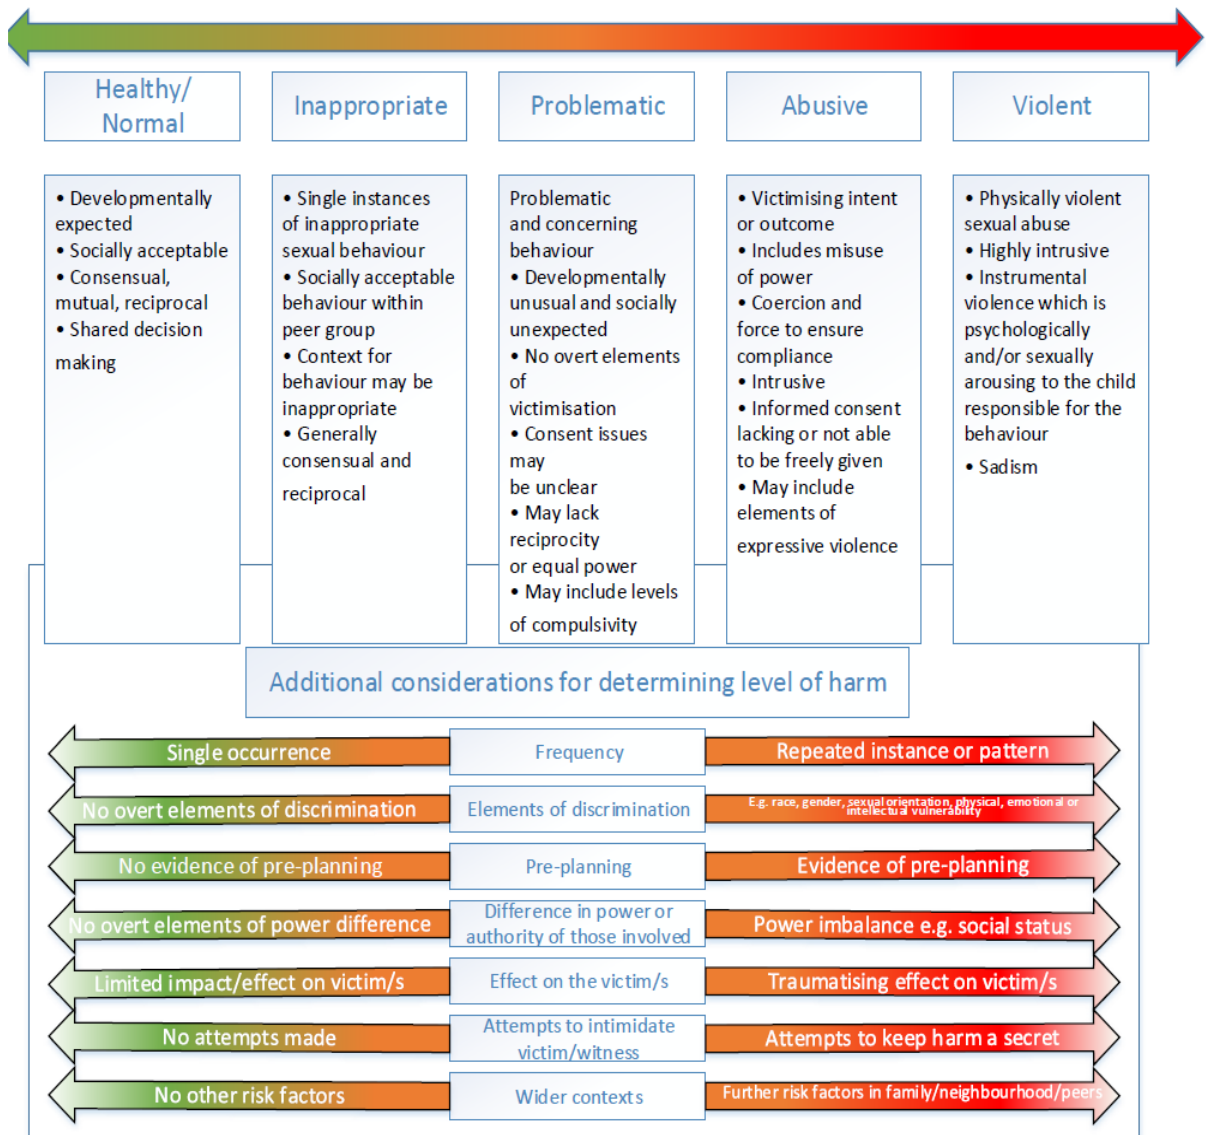 Healthy/
Normal
Inappropriate
Problematic
Abusive
Violent
• Developmentally
expected
• Socially acceptable
• Consensual,
mutual, reciprocal
• Shared decision
making
• Single instances
of inappropriate
sexual behaviour
• Socially acceptable
behaviour within
peer group
• Context for
behaviour may be
inappropriate
• Generally
consensual and
reciprocal
Problematic
and concerning
behaviour
• Developmentally
unusual and socially
unexpected
• No overt elements
of
victimisation
• Consent issues
may
be unclear
• May lack
reciprocity
or equal power
• May include levels
of compulsivity
• Victimising intent
or outcome
• Includes misuse
of power
• Coercion and
force to ensure
compliance
• Intrusive
• Informed consent
lacking or not able
to be freely given
• May include
elements of
expressive violence
• Physically violent
sexual abuse
• Highly intrusive
• Instrumental
violence which is
psychologically
and/or sexually
arousing to the child
responsible for the
behaviour
• Sadism
Additional considerations for determining level of harm
Single occurrence
Frequency
Repeated instance or pattern
No overt elements of discrimination
Elements of discrimination
E.g. race, gender, sexual orientation, physical, emotional or
intellectual vulnerability
No evidence of pre-planning
Pre-planning
Evidence of pre-planning
No overt elements of power difference
Difference in power or
authority of those involved
Power imbalance e.g. social status
Limited impact/effect on victim/s
Effect on the victim/s
Traumatising effect on victim/s
No attempts made
Attempts to intimidate
victim/witness
Attempts to keep harm a secret
No other risk factors
Wider contexts
Further risk factors in family/neighbourhood/peers